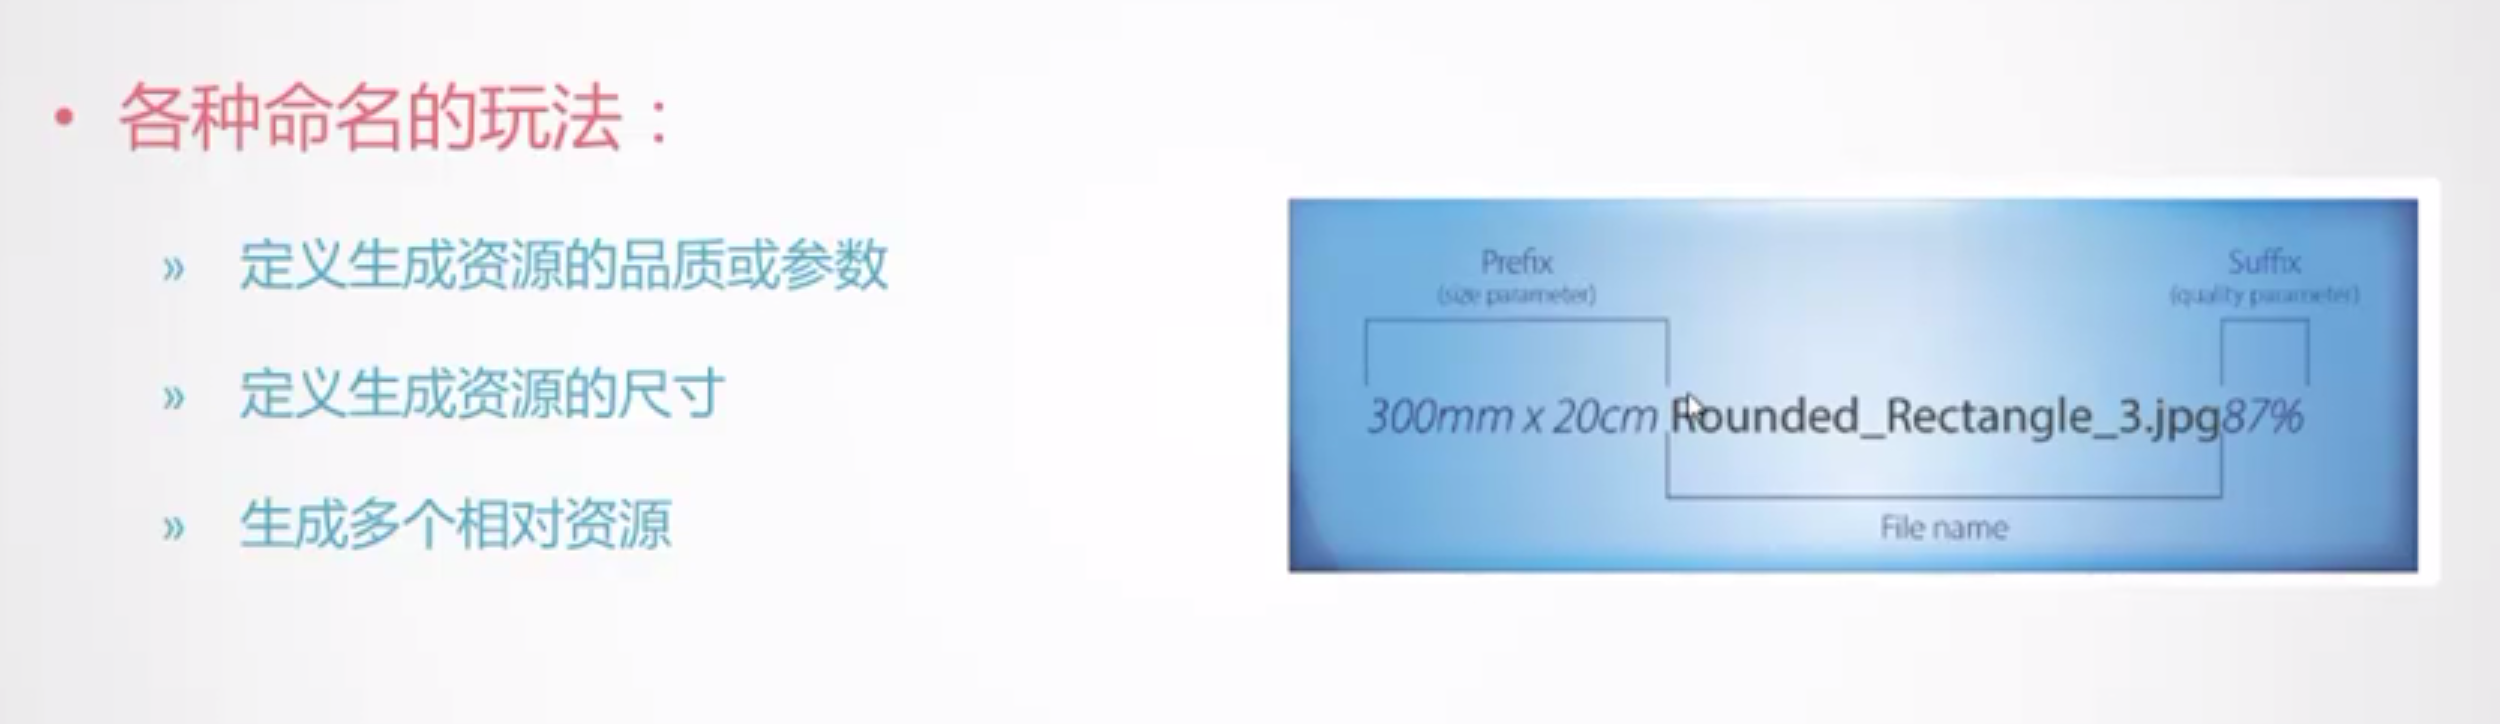 • 各种命名的玩法：
» 定义生成资源的品质或参数
» 定义生成资源的尺寸
» 生成多个相对资源
Prefix
(size parameter)
Suffix
(quality parameter)
300mm x 20cm Rounded_Rectangle_3.jpg87%
File name